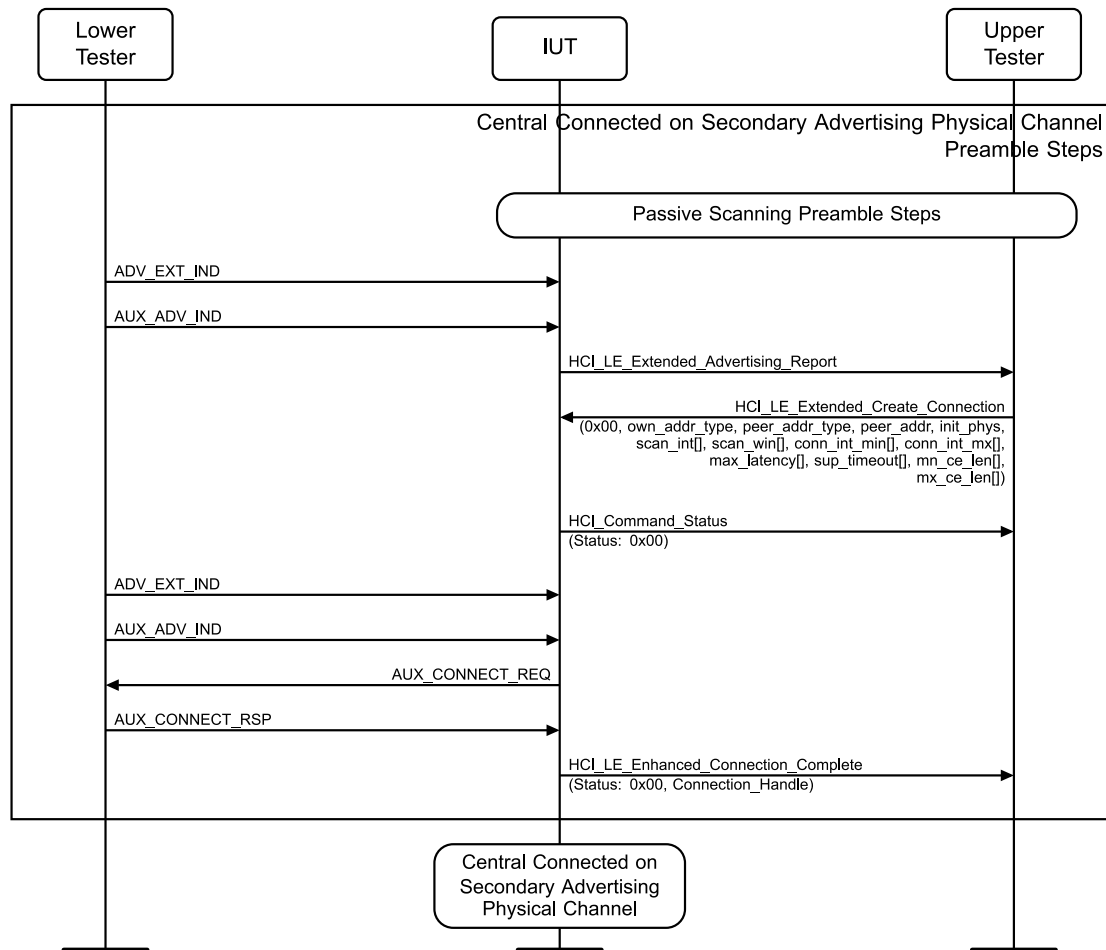 Lower
Tester
IUT
Upper
Tester
Central Connected on Secondary Advertising Physical Channel
Preamble Steps
Passive Scanning Preamble Steps
ADV_EXT_IND
AUX_ADV_IND
HCI_LE_Extended_Advertising_Report
HCI_LE_Extended_Create_Connection
(0x00, own_addr_type, peer_addr_type, peer_addr, init_phys,
scan_int[], scan_win[], conn_int_min[], conn_int_mx[],
max_latency[], sup_timeout[], mn_ce_len[],
mx_ce_len[])
HCI_Command_Status
(Status: 0x00)
ADV_EXT_IND
AUX_ADV_IND
AUX_CONNECT_REQ
AUX_CONNECT_RSP
HCI_LE_Enhanced_Connection_Complete
(Status: 0x00, Connection_Handle)
Central Connected on
Secondary Advertising
Physical Channel